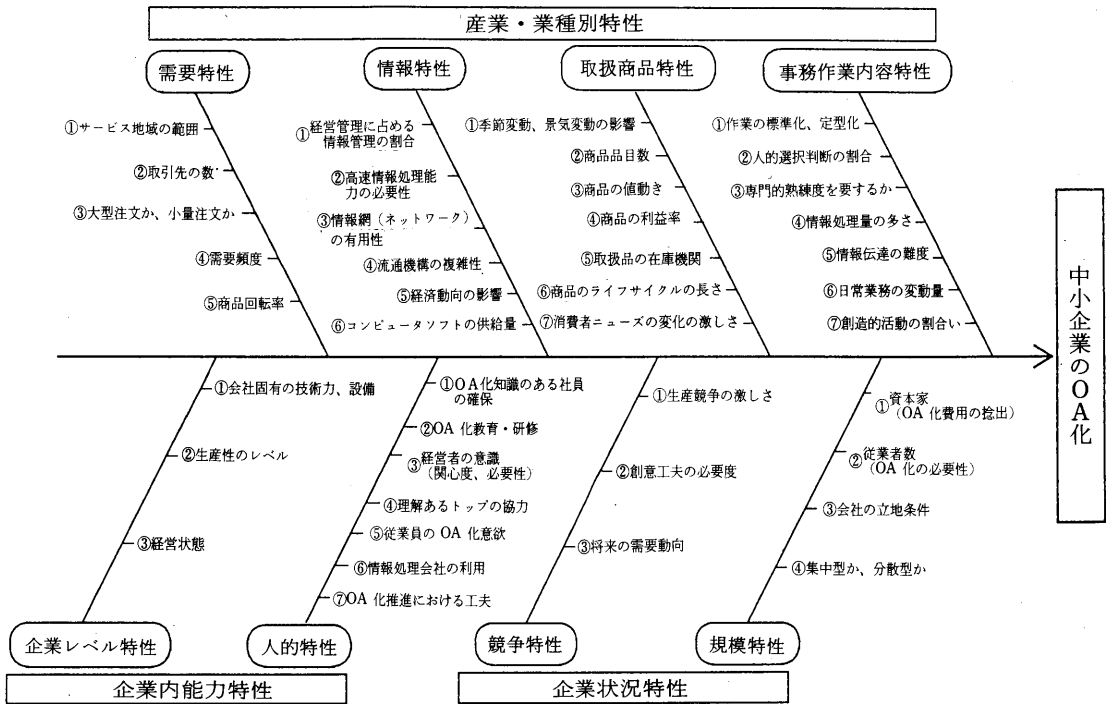 産業・業種別特性
需要特性
①サービス地域の範囲
②取引先の数
③大型注文か、小量注文か
④需要頻度
⑤商品回転率
情報特性
①経営管理に占める
情報管理の割合
②高速情報処理能
力の必要性
③情報網（ネットワーク）
の有用性
④流通機構の複雑性
⑤経済動向の影響
⑥コンピュータソフトの供給量
取扱商品特性
①季節変動、景気変動の影響
②商品品目数
③商品の値動き
④商品の利益率
⑤取扱品の在庫機関
⑥商品のライフサイクルの長さ
⑦消費者ニューズの変化の激しさ
事務作業内容特性
①作業の標準化、定型化
②人的選択判断の割合
③専門的熟練度を要するか
④情報処理量の多さ
⑤情報伝達の難度
⑥日常業務の変動量
⑦創造的活動の割合い
中小企業のOA化
①会社固有の技術力、設備
②生産性のレベル
③経営状態
企業レベル特性
①OA化知識のある社員
の確保
②OA化教育・研修
③経営者の意識
（関心度、必要性）
④理解あるトップの協力
⑤従業員のOA化意欲
⑥情報処理会社の利用
⑦OA化推進における工夫
人的特性
企業内能力特性
①生産競争の激しさ
②創意工夫の必要度
③将来の需要動向
競争特性
①資本家
（OA化費用の捻出）
②従業者数
（OA化の必要性）
③会社の立地条件
④集中型か、分散型か
規模特性
企業状況特性